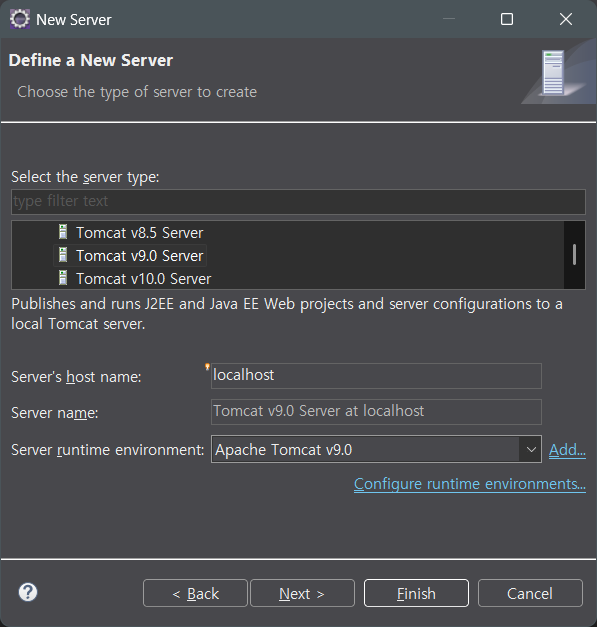 New Server
Define a New Server
Choose the type of server to create
Select the server type:
type filter text
Tomcat v8.5 Server
Tomcat v9.0 Server
Tomcat v10.0 Server
Publishes and runs J2EE and Java EE Web projects and server configurations to a
local Tomcat server.
Server's host name: localhost
Server name: Tomcat v9.0 Server at localhost
Server runtime environment: Apache Tomcat v9.0 Add...
Configure runtime environments...
? < Back Next > Finish Cancel